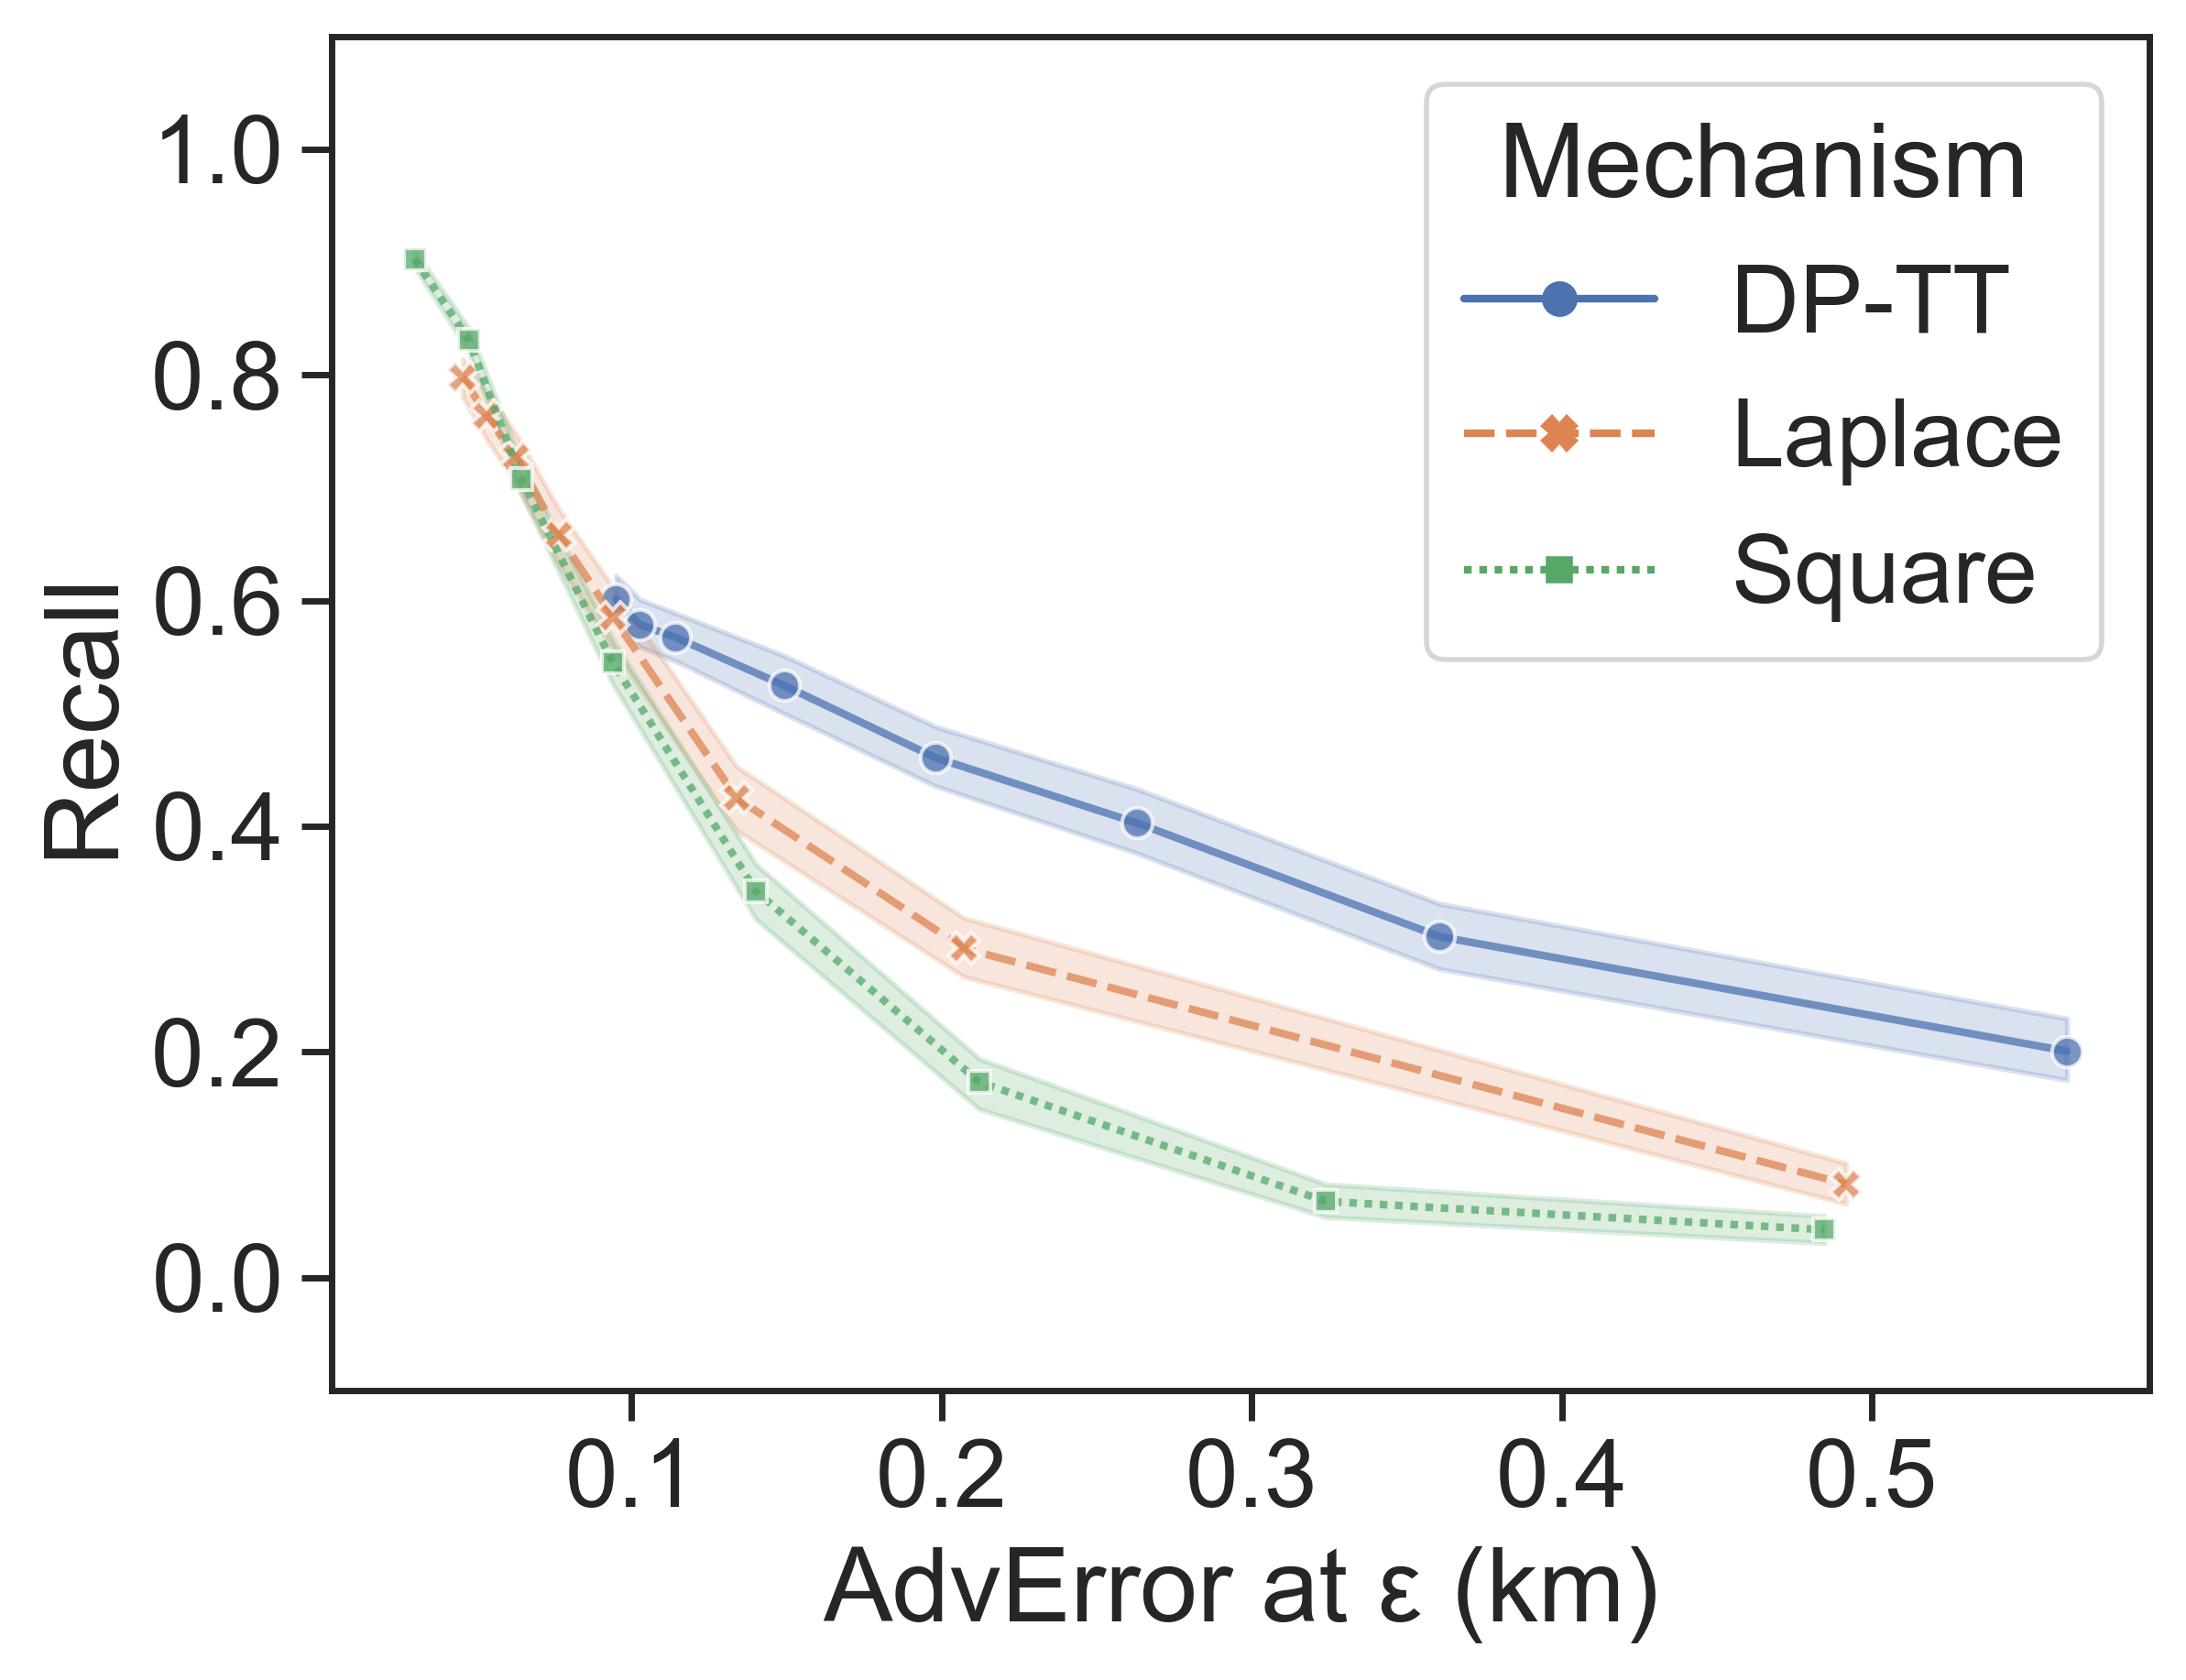 Mechanism
DP-TT
Laplace
Square
Recall
1.0
0.8
0.6
0.4
0.2
0.0
0.1 0.2 0.3 0.4 0.5
AdvError at ε (km)